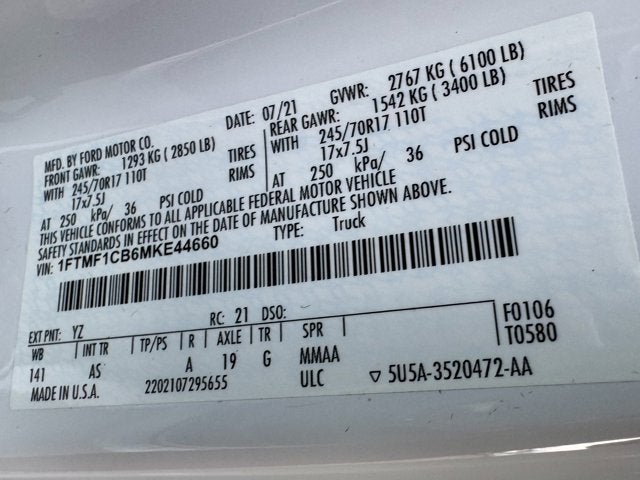 MFD. BY FORD MOTOR CO. DATE: 07/21 GVWR: 2767 KG ( 6100 LB)
FRONT GAWR: 1293 KG ( 2850 LB) REAR GAWR: 1542 KG ( 3400 LB)
WITH 245/70R17 110T TIRES WITH 245/70R17 110T TIRES
17x7.5J RIMS 17x7.5J RIMS
AT 250 kPa/ 36 PSI COLD AT 250 kPa/ 36 PSI COLD
THIS VEHICLE CONFORMS TO ALL APPLICABLE FEDERAL MOTOR VEHICLE
SAFETY STANDARDS IN EFFECT ON THE DATE OF MANUFACTURE SHOWN ABOVE.
VIN: 1FTMF1CB6MKE44660 TYPE: Truck
EXT PNT: YZ RC: 21 DSO: F0106
WB INT TR TP/PS R AXLE TR SPR T0580
141 AS A 19 G MMAA
MADE IN U.S.A. 2202107295655 ULC ▽ 5U5A-3520472-AA